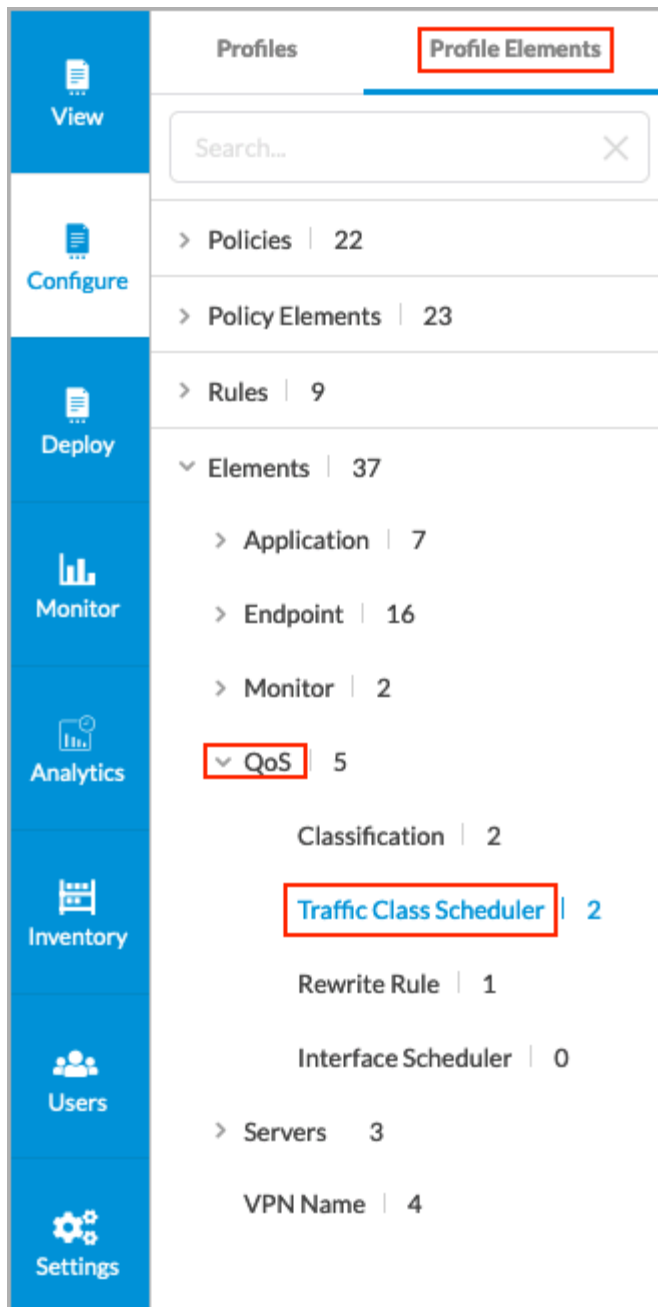 View
Configure
Deploy
Monitor
Analytics
Inventory
Users
Settings
Profiles Profile Elements
Search...
Policies 22
Policy Elements 23
Rules 9
Elements 37
Application 7
Endpoint 16
Monitor 2
QoS 5
Classification 2
Traffic Class Scheduler 2
Rewrite Rule 1
Interface Scheduler 0
Servers 3
VPN Name 4